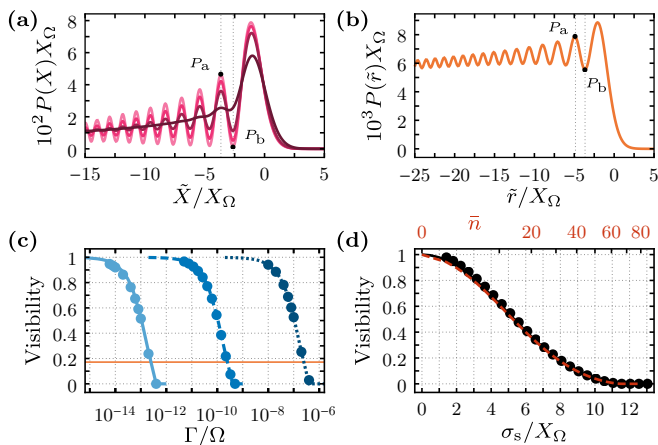 (a)
10² P(X) X_Ω
8
6
4
2
0
P_a
P_b
−15 −10 −5 0 5
X̃/X_Ω
(b)
10³ P(r̃) X_Ω
8
6
4
2
0
P_a
P_b
−25 −20 −15 −10 −5 0 5
r̃/X_Ω
(c)
Visibility
1
0.8
0.6
0.4
0.2
0
10⁻¹⁴ 10⁻¹² 10⁻¹⁰ 10⁻⁸ 10⁻⁶
Γ/Ω
(d)
0 n̄ 20 40 60 80
Visibility
1
0.8
0.6
0.4
0.2
0
0 2 4 6 8 10 12
σ_s/X_Ω